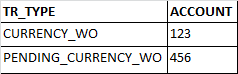 TR_TYPE ACCOUNT
CURRENCY_WO 123
PENDING_CURRENCY_WO 456